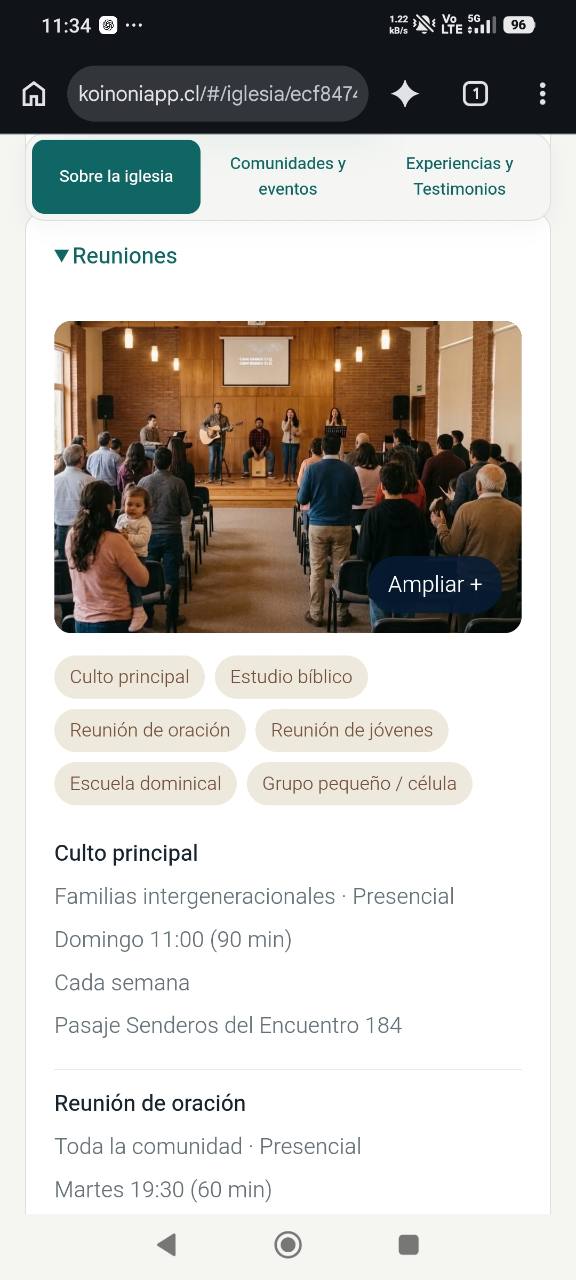 11:34
1.22
kB/s
Vo
LTE
5G
96
koinoniapp.cl/#/iglesia/ecf8474
1
Sobre la iglesia
Comunidades y
eventos
Experiencias y
Testimonios
Reuniones
Ampliar +
Culto principal
Estudio bíblico
Reunión de oración
Reunión de jóvenes
Escuela dominical
Grupo pequeño / célula
Culto principal
Familias intergeneracionales · Presencial
Domingo 11:00 (90 min)
Cada semana
Pasaje Senderos del Encuentro 184
Reunión de oración
Toda la comunidad · Presencial
Martes 19:30 (60 min)